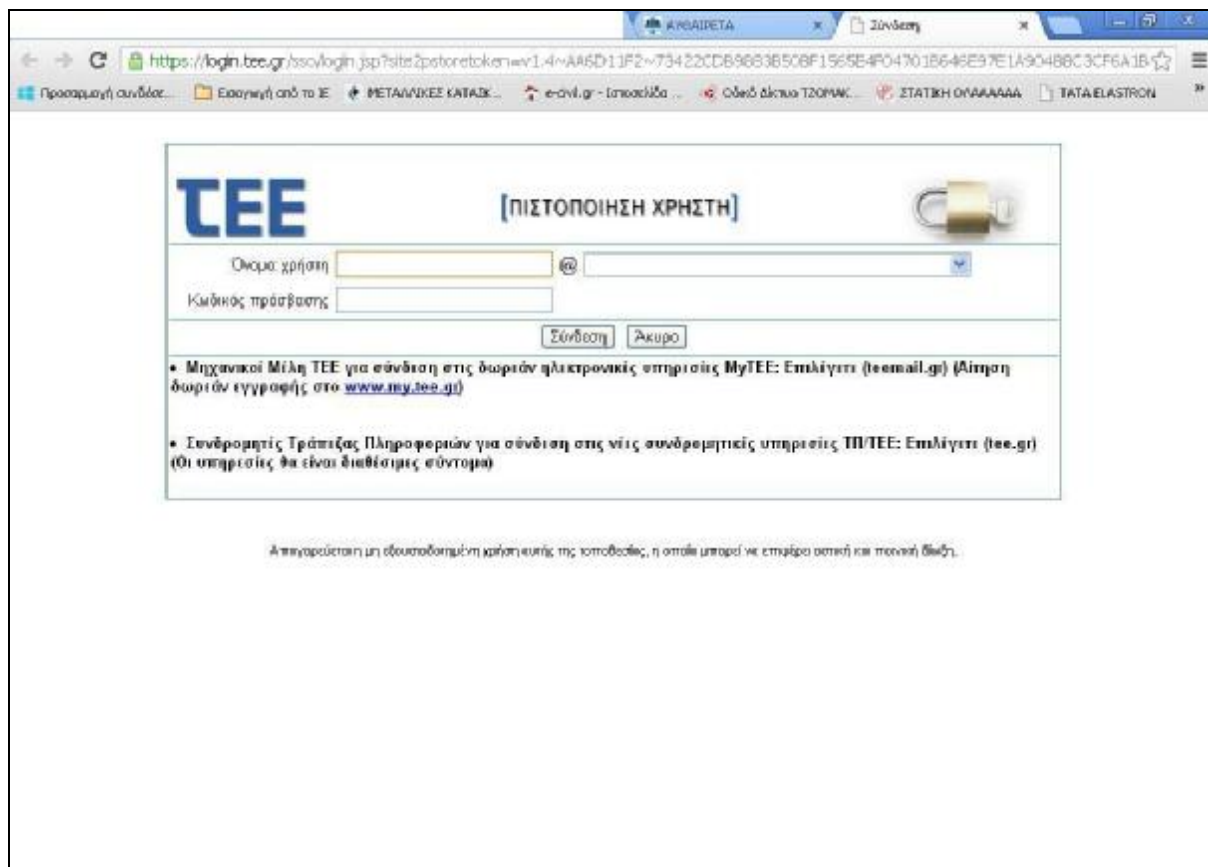 ΑΥΘΑΙΡΕΤΑ
Σύνδεση
https://login.tee.gr/sso/login.jsp?site2pstoretoken=v1.4~AA6D11F2~
Προσαρμογή συνδέσ...
Εισαγωγή από το IE
ΜΕΤΑΛΛΙΚΕΣ ΚΑΤΑΣΚ...
e-civil.gr - Ιστοσελίδα ...
Οδικό Δίκτυο ΤΖΟΜΑΚ...
ΣΤΑΤΙΚΗ ΟΛΑΑΑΑΑΑ
TATA ELASTRON
»
TEE
[ΠΙΣΤΟΠΟΙΗΣΗ ΧΡΗΣΤΗ]
Όνομα χρήστη
@
Κωδικός πρόσβασης
Σύνδεση
Άκυρο
• Μηχανικοί Μέλη ΤΕΕ για σύνδεση στις δωρεάν ηλεκτρονικές υπηρεσίες MyTEE: Επιλέγετε (teemail.gr) (Αίτηση
δωρεάν εγγραφής στο www.my.tee.gr)
• Συνδρομητές Τράπεζας Πληροφοριών για σύνδεση στις νέες συνδρομητικές υπηρεσίες ΤΠ/ΤΕΕ: Επιλέγετε (tee.gr)
(Οι υπηρεσίες θα είναι διαθέσιμες σύντομα)
Απαγορεύεται η μη εξουσιοδοτημένη χρήση αυτής της τοποθεσίας, η οποία μπορεί να επιφέρει αστική και ποινική δίωξη.